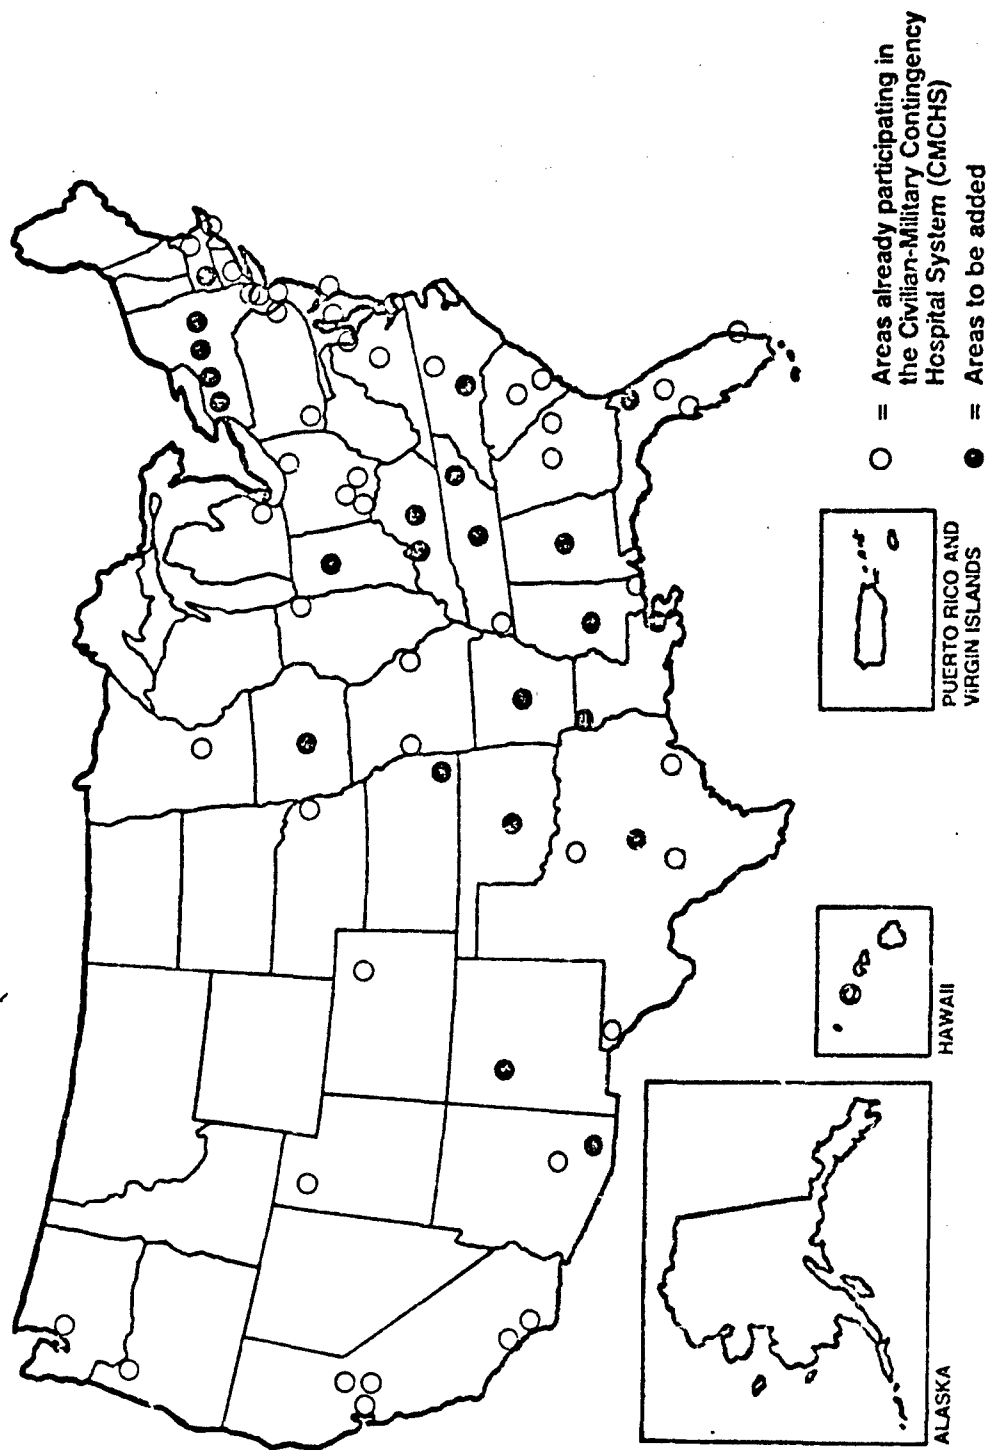 ALASKA
HAWAII
PUERTO RICO AND
VIRGIN ISLANDS
= Areas already participating in
the Civilian-Military Contingency
Hospital System (CMCHS)
= Areas to be added